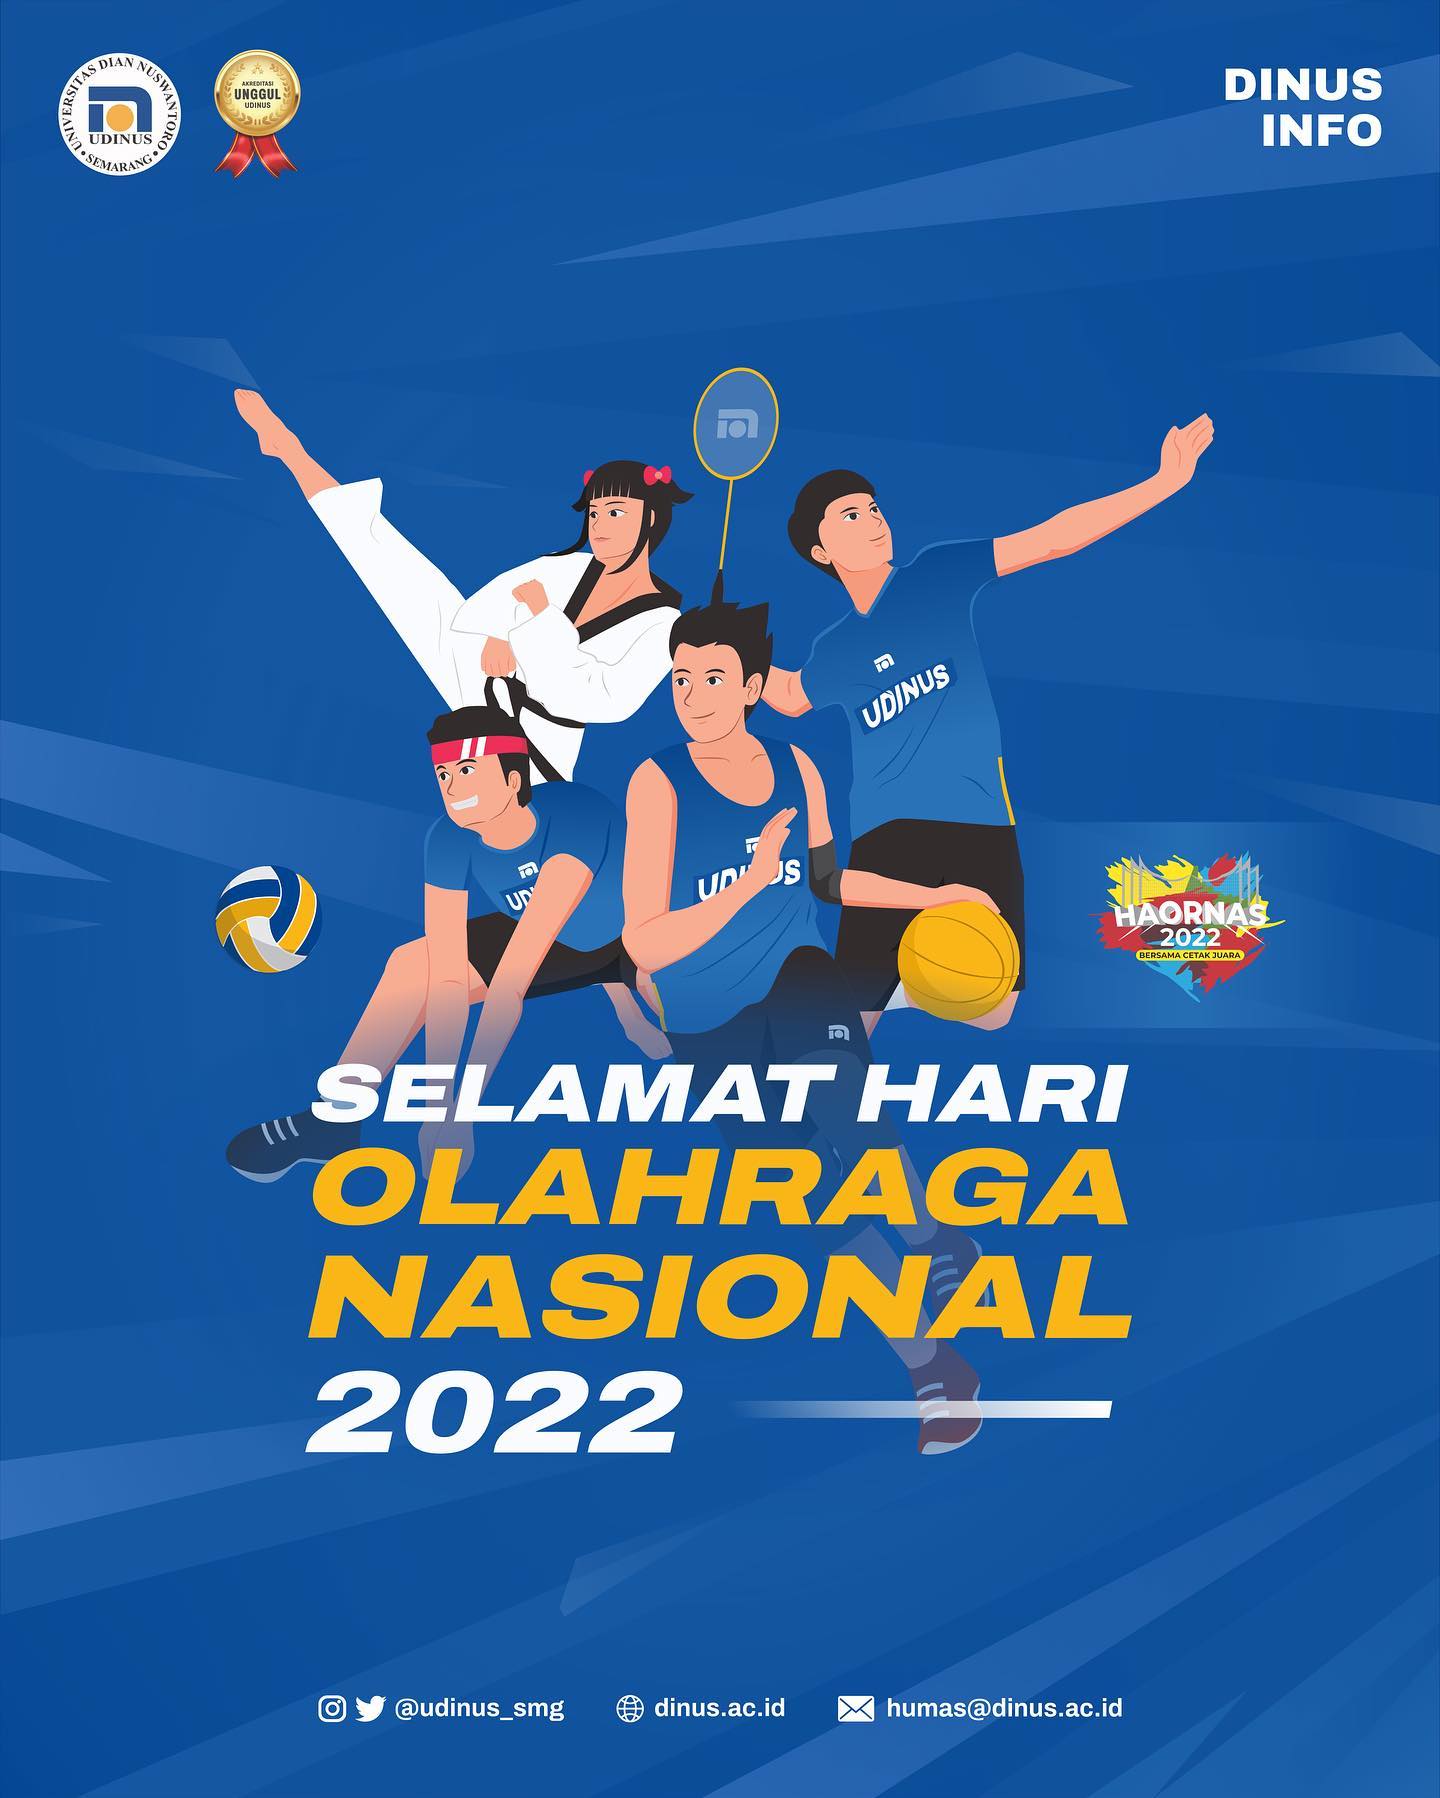 UNIVERSITAS DIAN NUSWANTORO
UDINUS
• SEMARANG •
AKREDITASI
UNGGUL
UDINUS
DINUS
INFO
UDINUS
UDINUS
UDI
HAORNAS
2022
BERSAMA CETAK JUARA
SELAMAT HARI
OLAHRAGA
NASIONAL
2022
@udinus_smg dinus.ac.id humas@dinus.ac.id